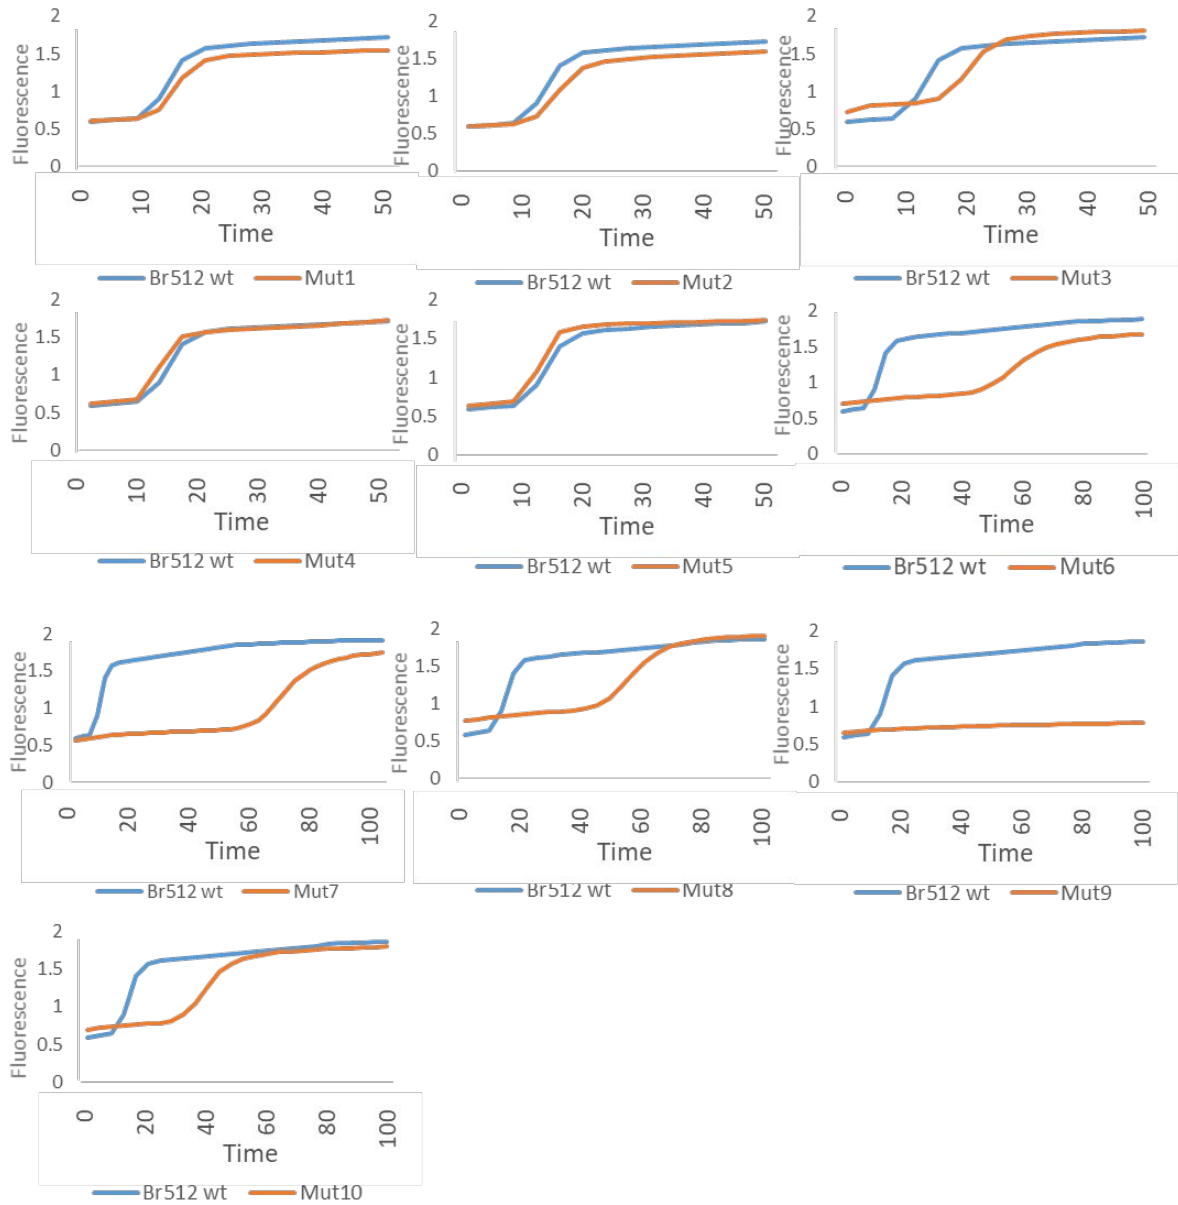 Fluorescence
2
1.5
1
0.5
0
0 10 20 30 40 50
Time
Br512 wt Mut1
Fluorescence
2
1.5
1
0.5
0
0 10 20 30 40 50
Time
Br512 wt Mut2
Fluorescence
2
1.5
1
0.5
0
0 10 20 30 40 50
Time
Br512 wt Mut3
Fluorescence
2
1.5
1
0.5
0
0 10 20 30 40 50
Time
Br512 wt Mut4
Fluorescence
2
1.5
1
0.5
0
0 10 20 30 40 50
Time
Br512 wt Mut5
Fluorescence
2
1.5
1
0.5
0
0 20 40 60 80 100
Time
Br512 wt Mut6
Fluorescence
2
1.5
1
0.5
0
0 20 40 60 80 100
Time
Br512 wt Mut7
Fluorescence
2
1.5
1
0.5
0
0 20 40 60 80 100
Time
Br512 wt Mut8
Fluorescence
2
1.5
1
0.5
0
0 20 40 60 80 100
Time
Br512 wt Mut9
Fluorescence
2
1.5
1
0.5
0
0 20 40 60 80 100
Time
Br512 wt Mut10